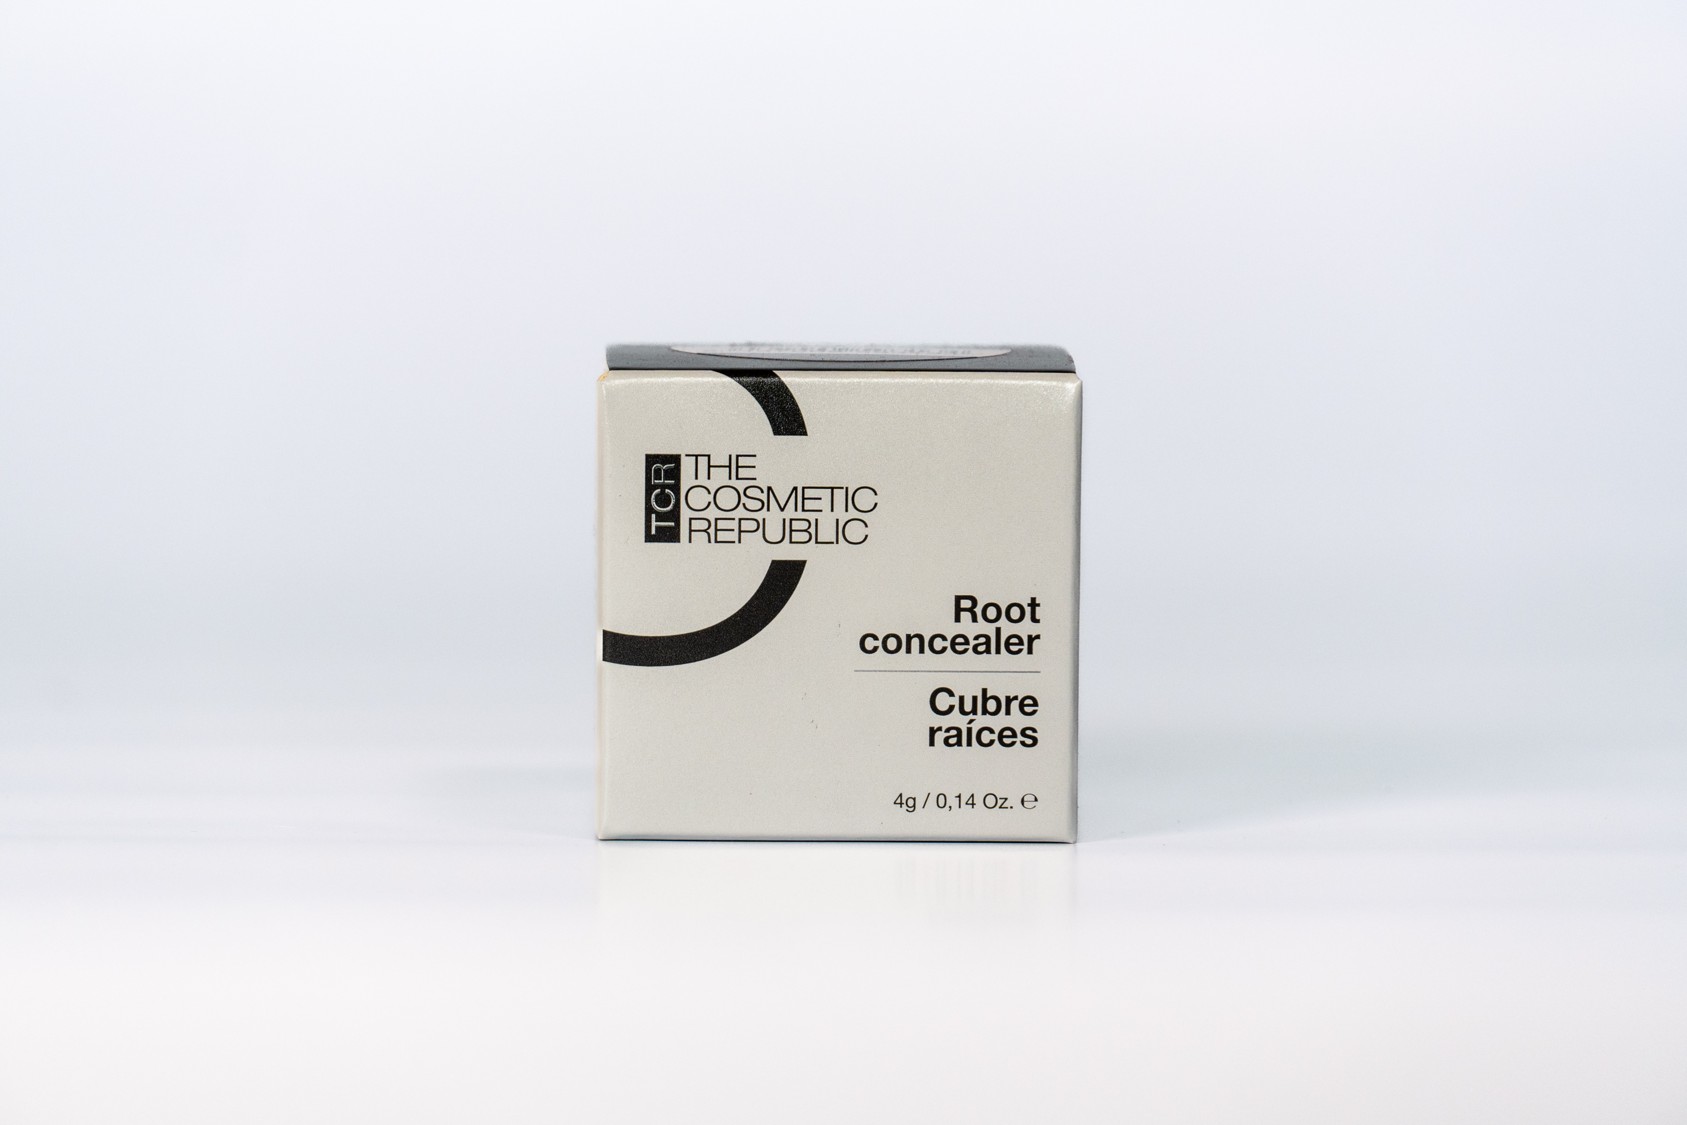 TCR
THE
COSMETIC
REPUBLIC
Root
concealer
Cubre
raíces
4g / 0,14 Oz. ℮